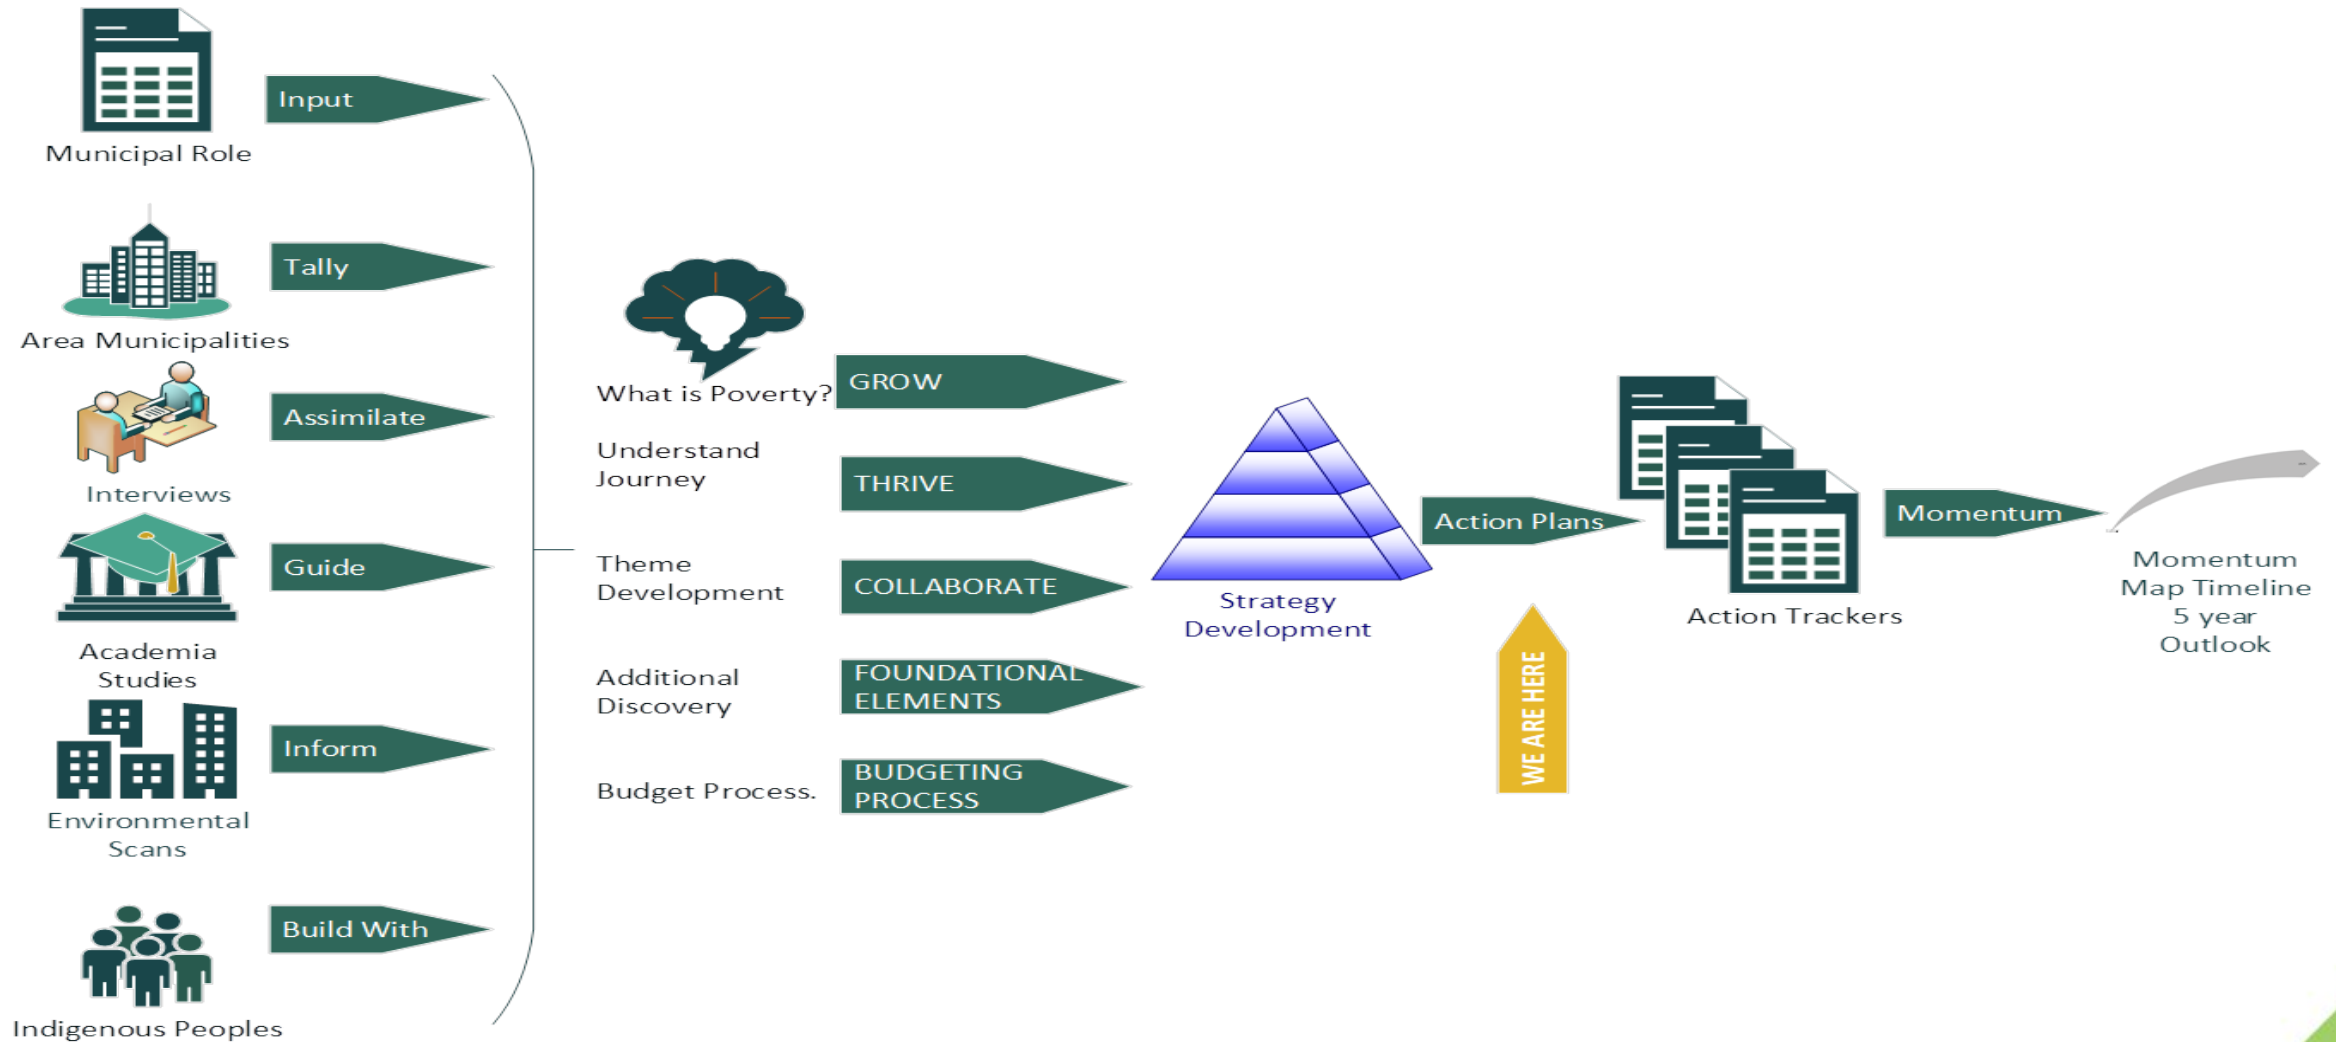 Municipal Role
Input
Area Municipalities
Tally
Interviews
Assimilate
Academia
Studies
Guide
Environmental
Scans
Inform
Indigenous Peoples
Build With
What is Poverty?
Understand
Journey
Theme
Development
Additional
Discovery
Budget Process.
GROW
THRIVE
COLLABORATE
FOUNDATIONAL
ELEMENTS
BUDGETING
PROCESS
Strategy
Development
Action Plans
WE ARE HERE
Action Trackers
Momentum
Momentum
Map Timeline
5 year
Outlook